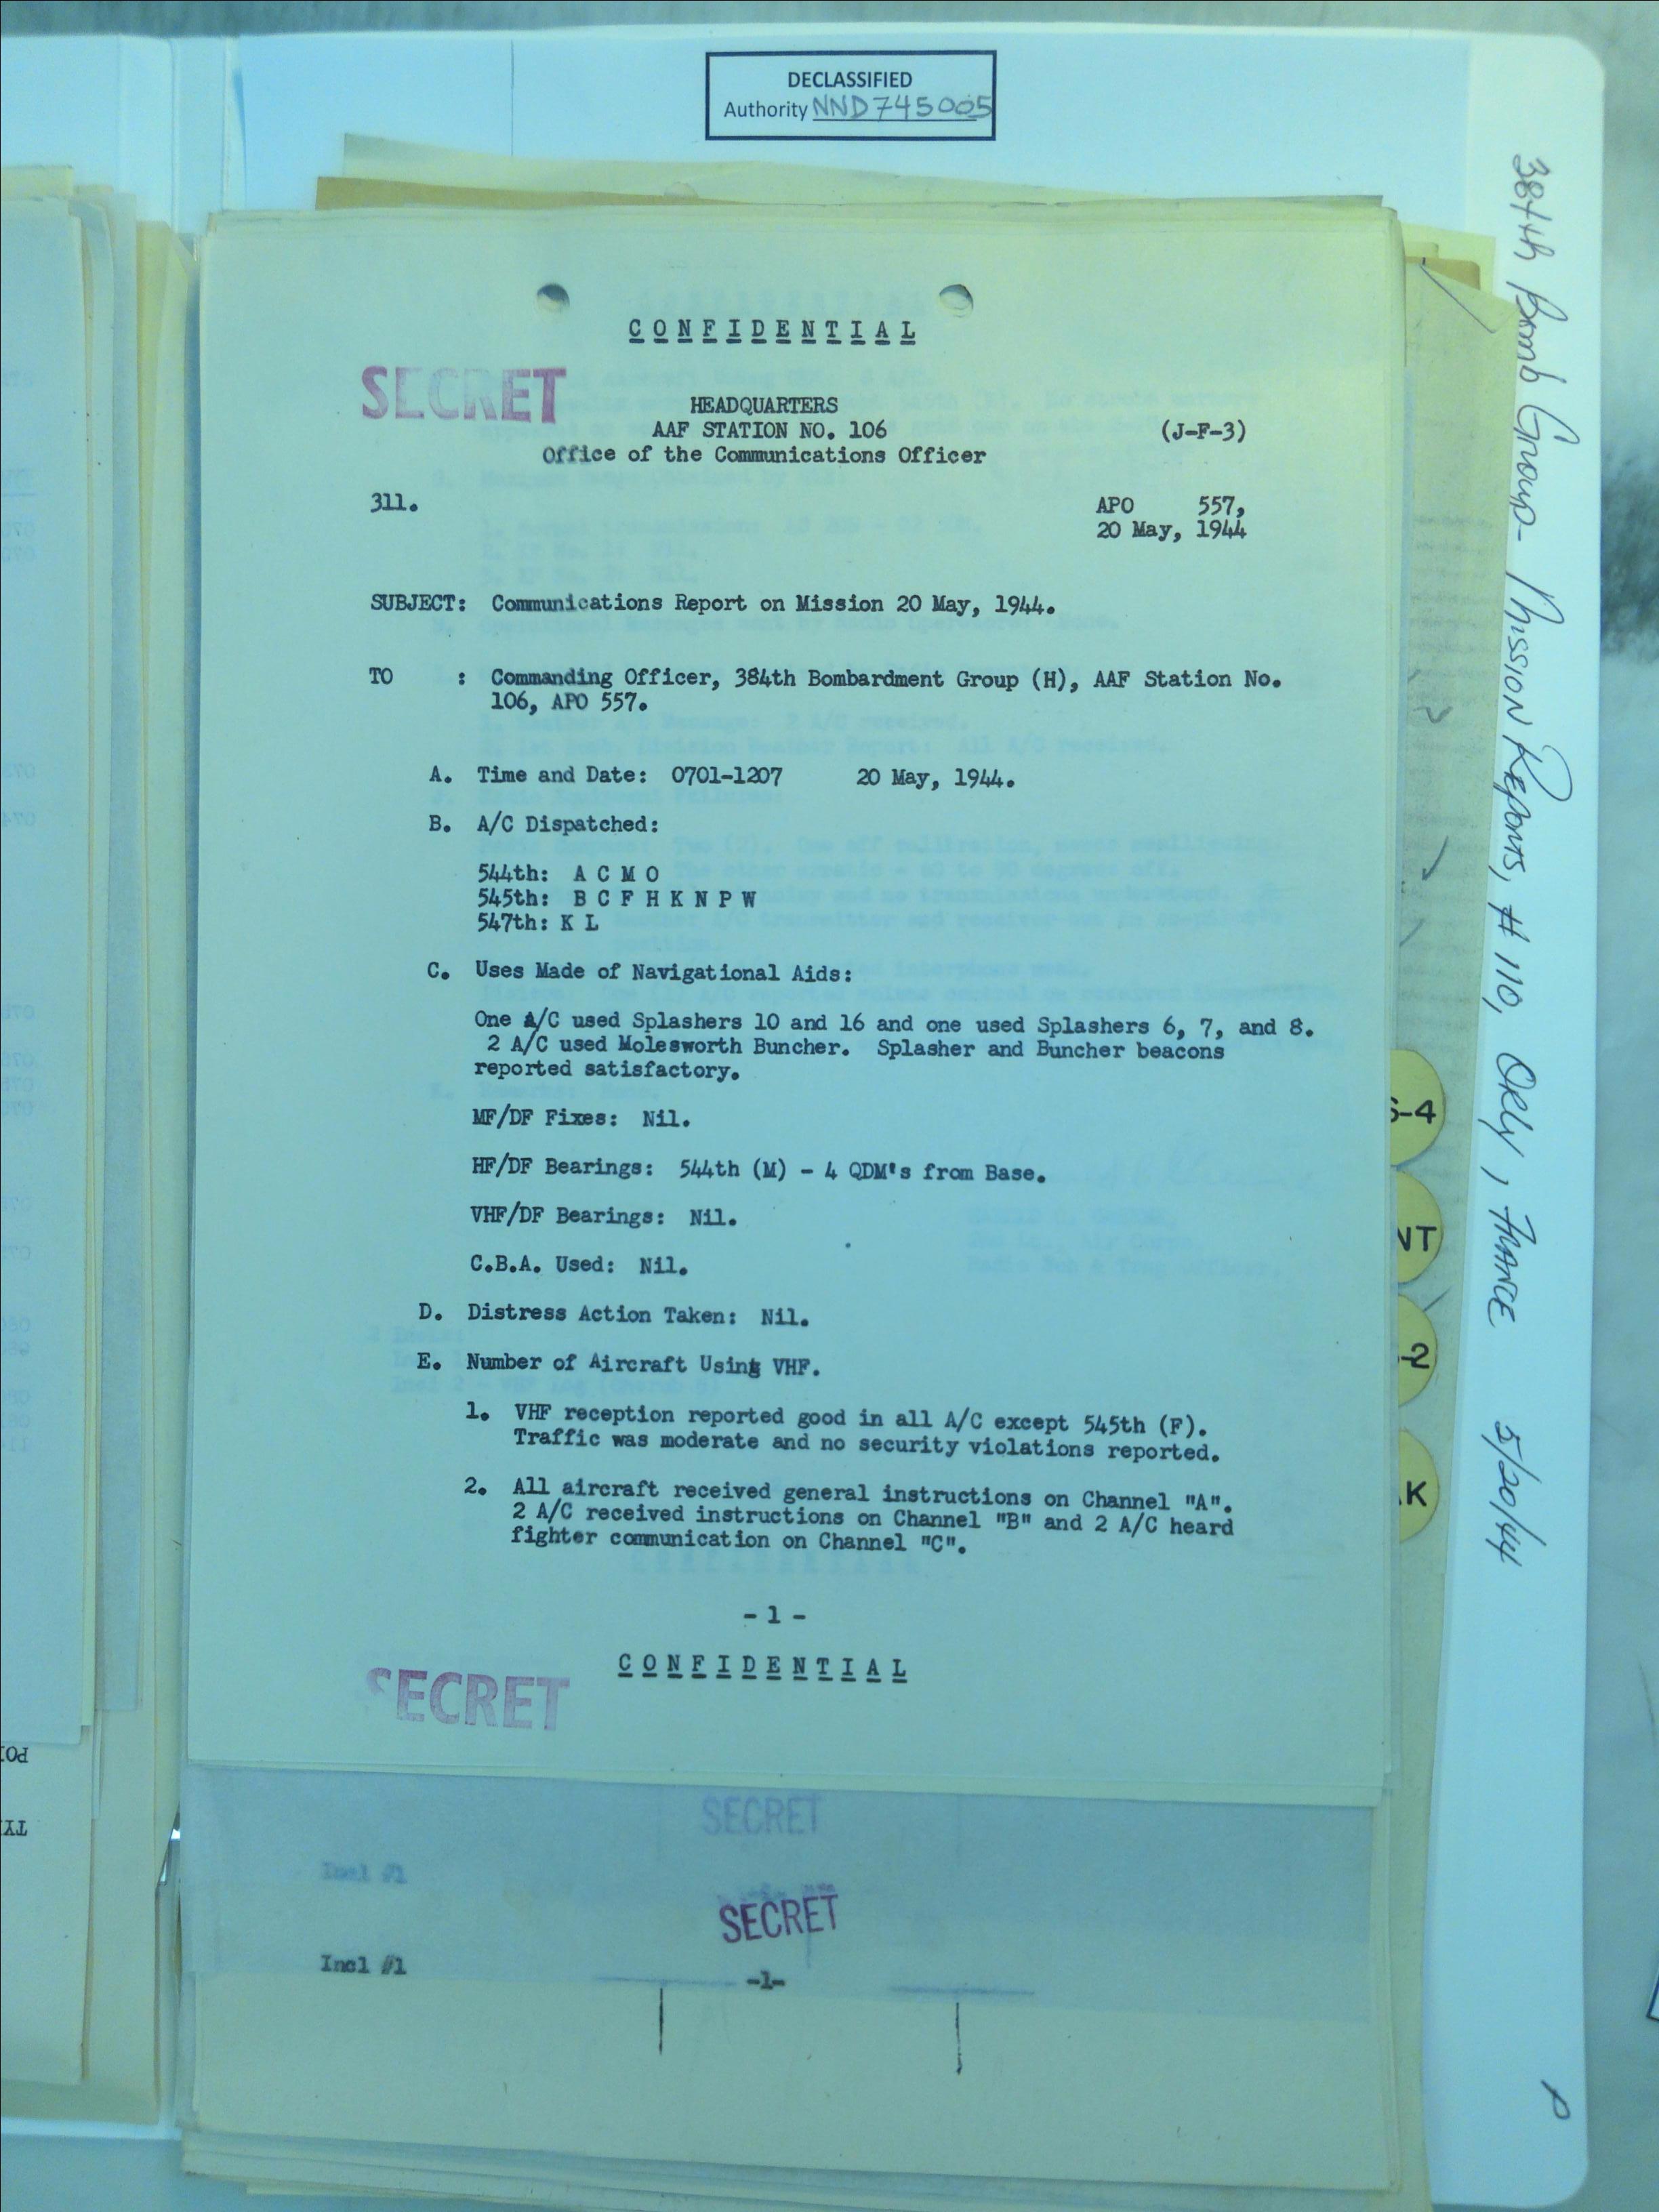 DECLASSIFIED
Authority NND745005
CONFIDENTIAL
SECRET
HEADQUARTERS
AAF STATION NO. 106 (J-F-3)
Office of the Communications Officer
311. APO 557,
20 May, 1944
SUBJECT: Communications Report on Mission 20 May, 1944.
TO : Commanding Officer, 384th Bombardment Group (H), AAF Station No.
106, APO 557.
A. Time and Date: 0701-1207 20 May, 1944.
B. A/C Dispatched:
544th: A C M O
545th: B C F H K N P W
547th: K L
C. Uses Made of Navigational Aids:
One A/C used Splashers 10 and 16 and one used Splashers 6, 7, and 8.
2 A/C used Molesworth Buncher. Splasher and Buncher beacons
reported satisfactory.
MF/DF Fixes: Nil.
HF/DF Bearings: 544th (M) - 4 QDM's from Base.
VHF/DF Bearings: Nil.
C.B.A. Used: Nil.
D. Distress Action Taken: Nil.
E. Number of Aircraft Using VHF.
1. VHF reception reported good in all A/C except 545th (F).
Traffic was moderate and no security violations reported.
2. All aircraft received general instructions on Channel "A".
2 A/C received instructions on Channel "B" and 2 A/C heard
fighter communication on Channel "C".
- 1 -
CONFIDENTIAL
SECRET
SECRET
Incl #1
SECRET
Incl #1
-1-
384th Bomb Group- Mission Reports, #110, ORLY, FRANCE 5/20/44
-4
NT
-2
K